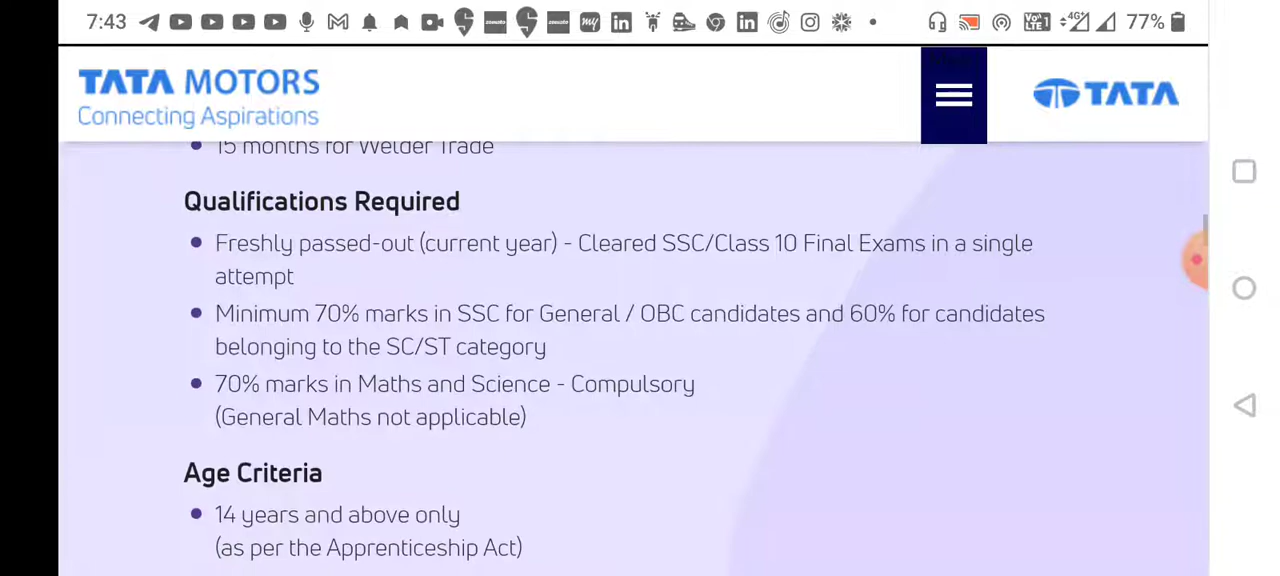 7:43
77%
TATA MOTORS
Connecting Aspirations
TATA
15 months for Welder Trade
Qualifications Required
Freshly passed-out (current year) - Cleared SSC/Class 10 Final Exams in a single
attempt
Minimum 70% marks in SSC for General / OBC candidates and 60% for candidates
belonging to the SC/ST category
70% marks in Maths and Science - Compulsory
(General Maths not applicable)
Age Criteria
14 years and above only
(as per the Apprenticeship Act)